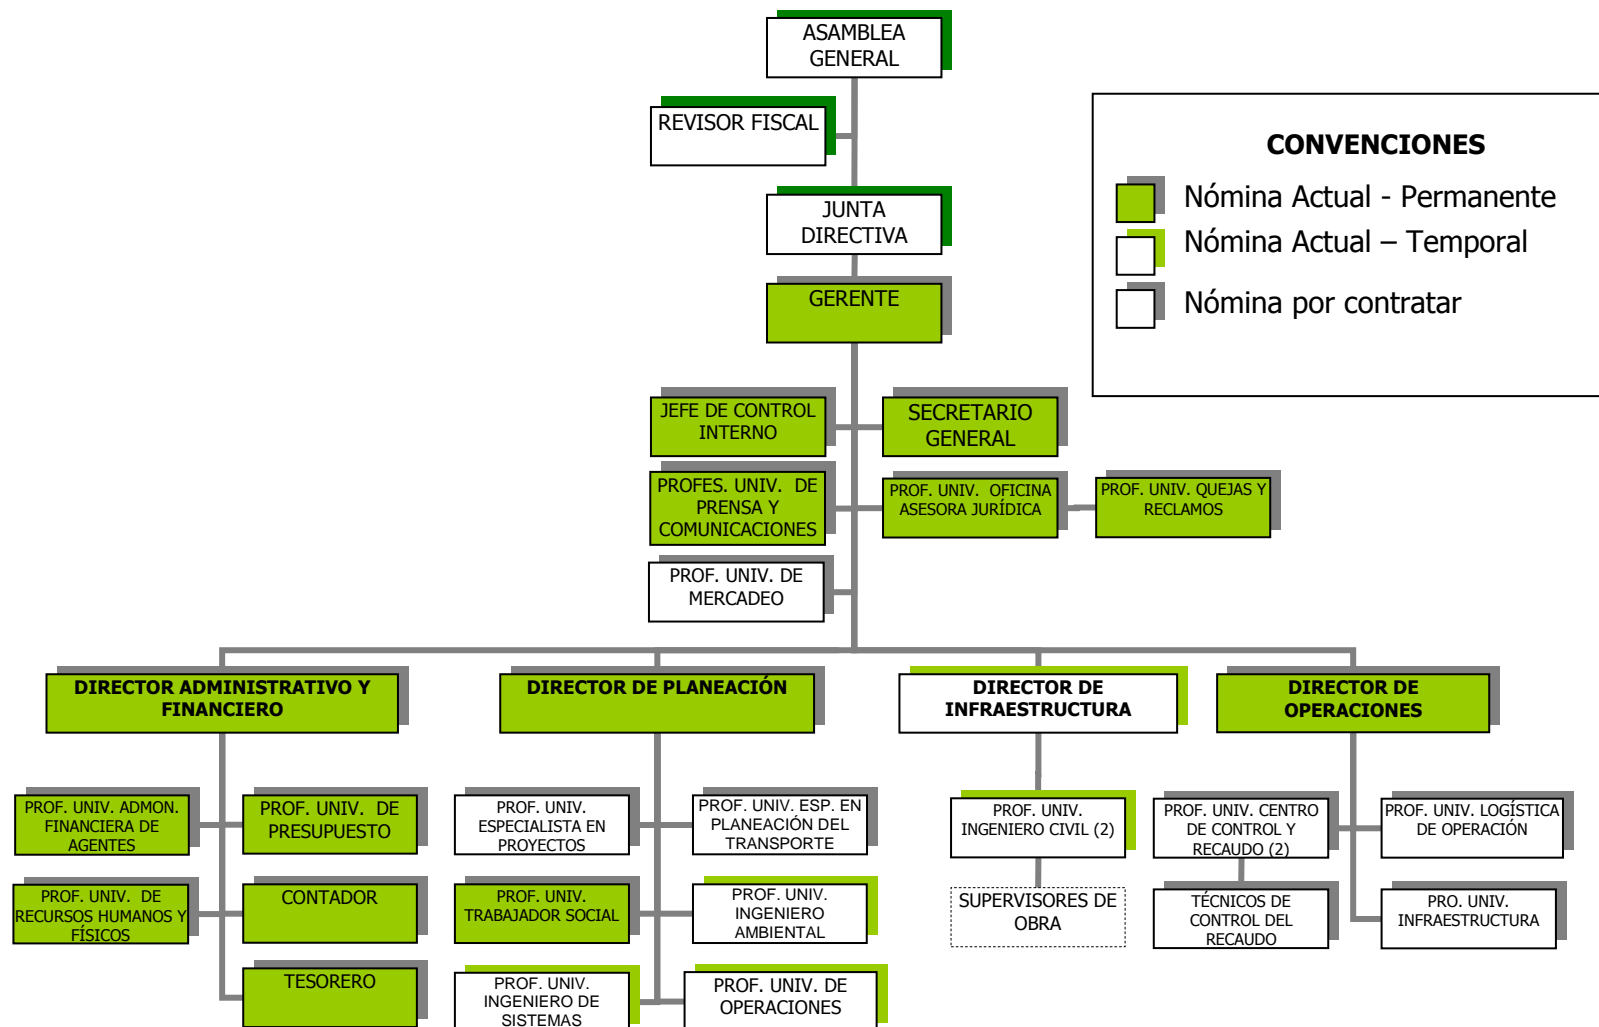 ASAMBLEA
GENERAL
REVISOR FISCAL
JUNTA
DIRECTIVA
GERENTE
CONVENCIONES
Nómina Actual - Permanente
Nómina Actual – Temporal
Nómina por contratar
JEFE DE CONTROL
INTERNO
SECRETARIO
GENERAL
PROFES. UNIV. DE
PRENSA Y
COMUNICACIONES
PROF. UNIV. OFICINA
ASESORA JURÍDICA
PROF. UNIV. QUEJAS Y
RECLAMOS
PROF. UNIV. DE
MERCADEO
DIRECTOR ADMINISTRATIVO Y
FINANCIERO
DIRECTOR DE PLANEACIÓN
DIRECTOR DE
INFRAESTRUCTURA
DIRECTOR DE
OPERACIONES
PROF. UNIV. ADMON.
FINANCIERA DE
AGENTES
PROF. UNIV. DE
PRESUPUESTO
PROF. UNIV.
ESPECIALISTA EN
PROYECTOS
PROF. UNIV. ESP. EN
PLANEACIÓN DEL
TRANSPORTE
PROF. UNIV.
INGENIERO CIVIL (2)
PROF. UNIV. CENTRO
DE CONTROL Y
RECAUDO (2)
PROF. UNIV. LOGÍSTICA
DE OPERACIÓN
PROF. UNIV. DE
RECURSOS HUMANOS Y
FÍSICOS
CONTADOR
PROF. UNIV.
TRABAJADOR SOCIAL
PROF. UNIV.
INGENIERO
AMBIENTAL
SUPERVISORES DE
OBRA
TÉCNICOS DE
CONTROL DEL
RECAUDO
PRO. UNIV.
INFRAESTRUCTURA
TESORERO
PROF. UNIV.
INGENIERO DE
SISTEMAS
PROF. UNIV. DE
OPERACIONES